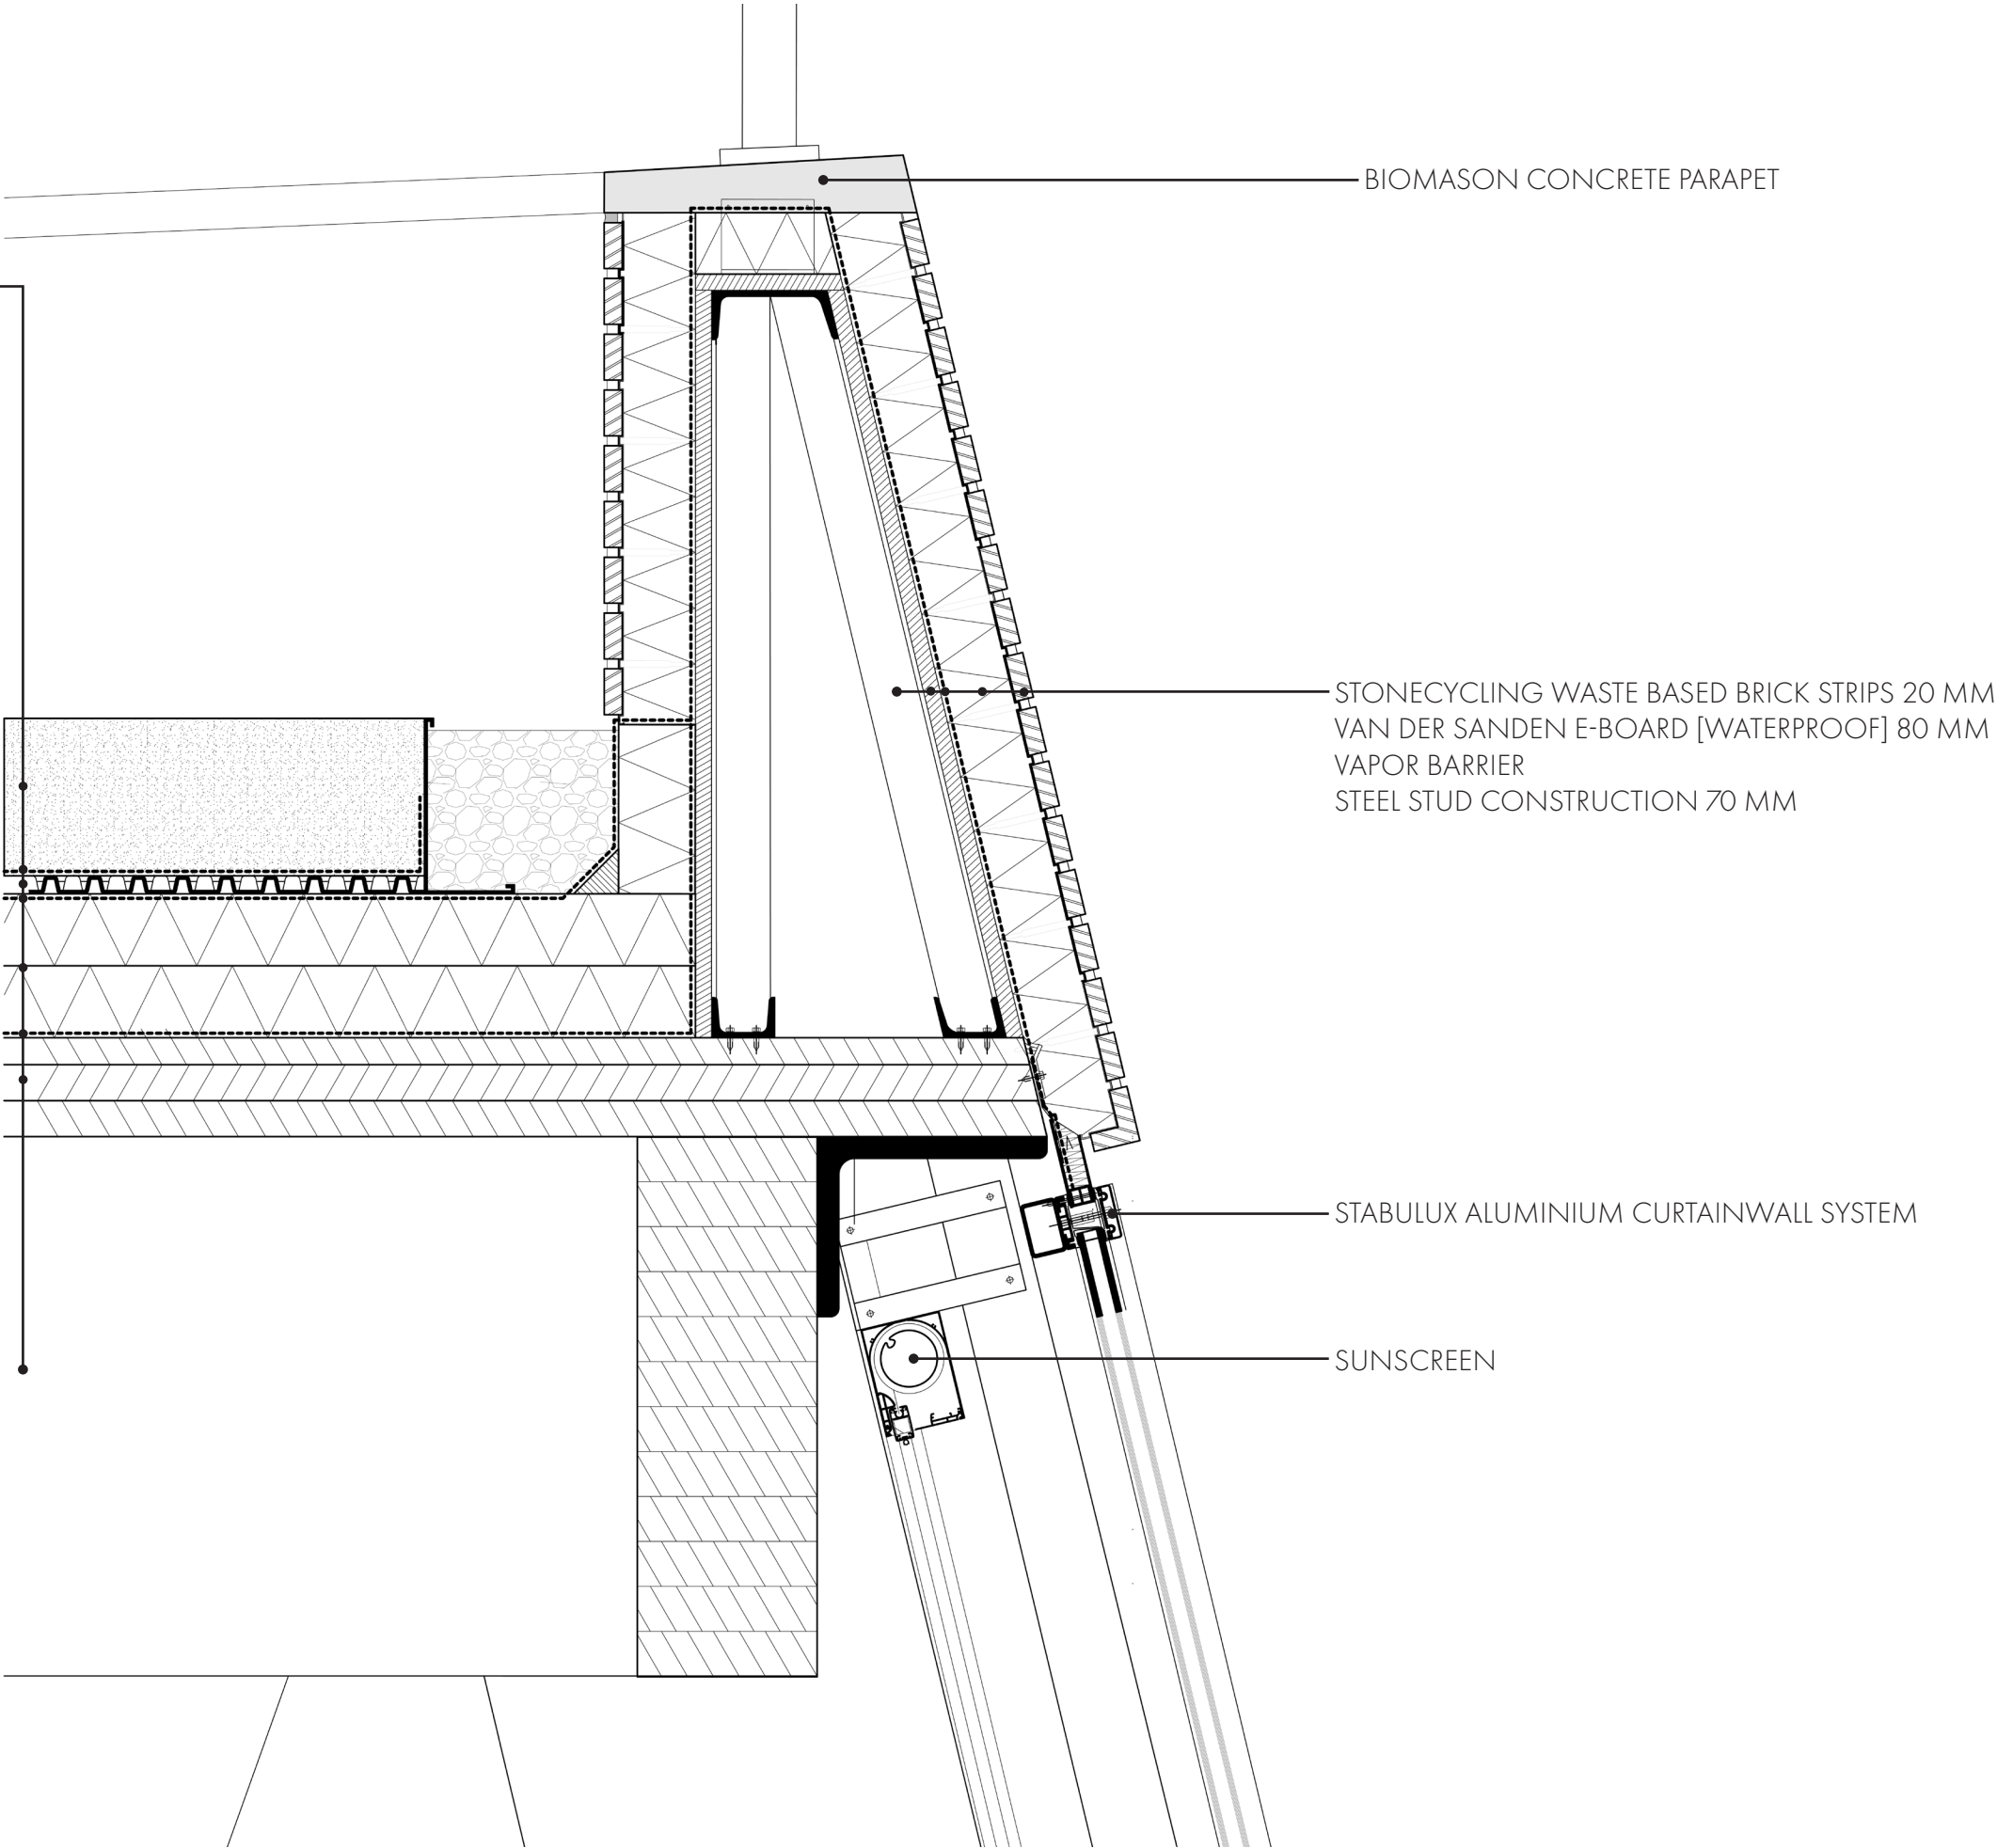 BIOMASON CONCRETE PARAPET
STONECYCLING WASTE BASED BRICK STRIPS 20 MM
VAN DER SANDEN E-BOARD [WATERPROOF] 80 MM
VAPOR BARRIER
STEEL STUD CONSTRUCTION 70 MM
STABULUX ALUMINIUM CURTAINWALL SYSTEM
SUNSCREEN